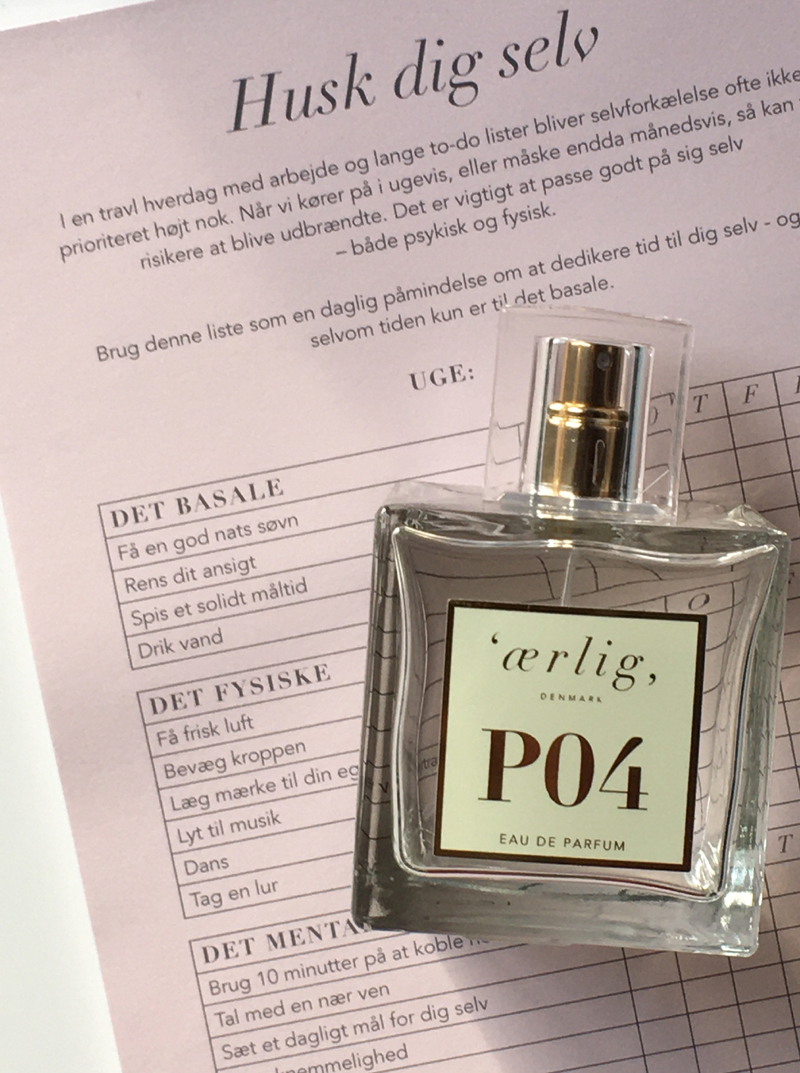 Husk dig selv
I en travl hverdag med arbejde og lange to-do lister bliver selvforkælelse ofte ikke
prioriteret højt nok. Når vi kører på i ugevis, eller måske endda månedsvis, så kan
risikere at blive udbrændte. Det er vigtigt at passe godt på sig selv
– både psykisk og fysisk.
Brug denne liste som en daglig påmindelse om at dedikere tid til dig selv - og
selvom tiden kun er til det basale.
UGE:
T F
DET BASALE
Få en god nats søvn
Rens dit ansigt
Spis et solidt måltid
Drik vand
DET FYSISKE
Få frisk luft
Bevæg kroppen
Læg mærke til din
Lyt til musik
Dans
Tag en lur
DET
Brug 10 minutter på at koble
Tal med en nær ven
Sæt et dagligt mål for dig selv
‘ærlig,
DENMARK
P04
EAU DE PARFUM
O
T